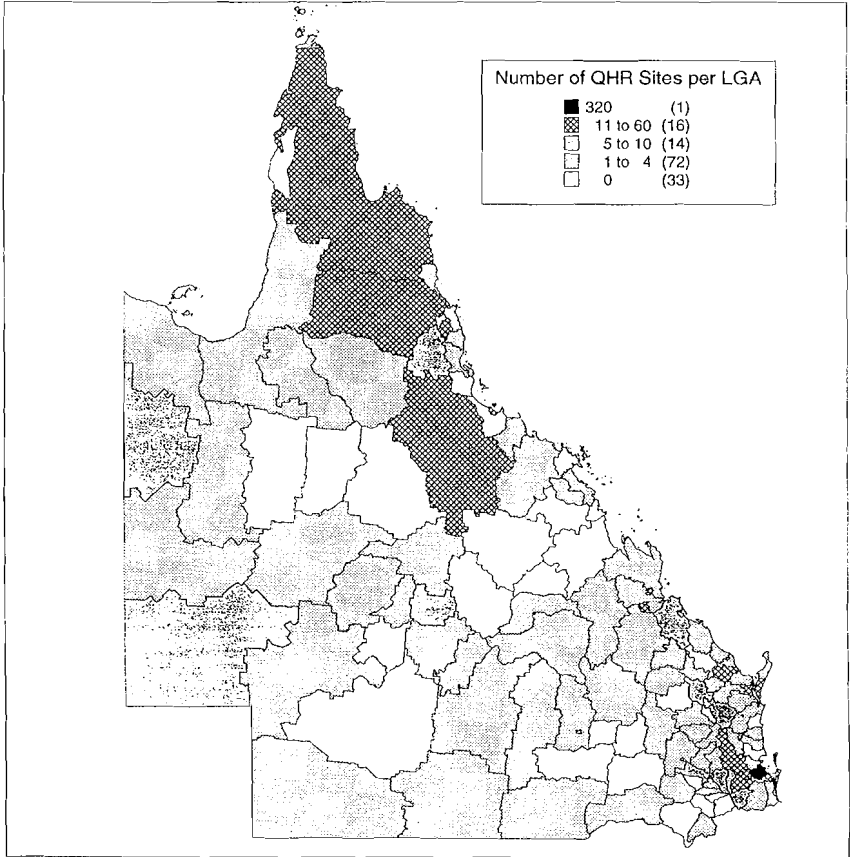 Number of QHR Sites per LGA
320 (1)
11 to 60 (16)
5 to 10 (14)
1 to 4 (72)
0 (33)